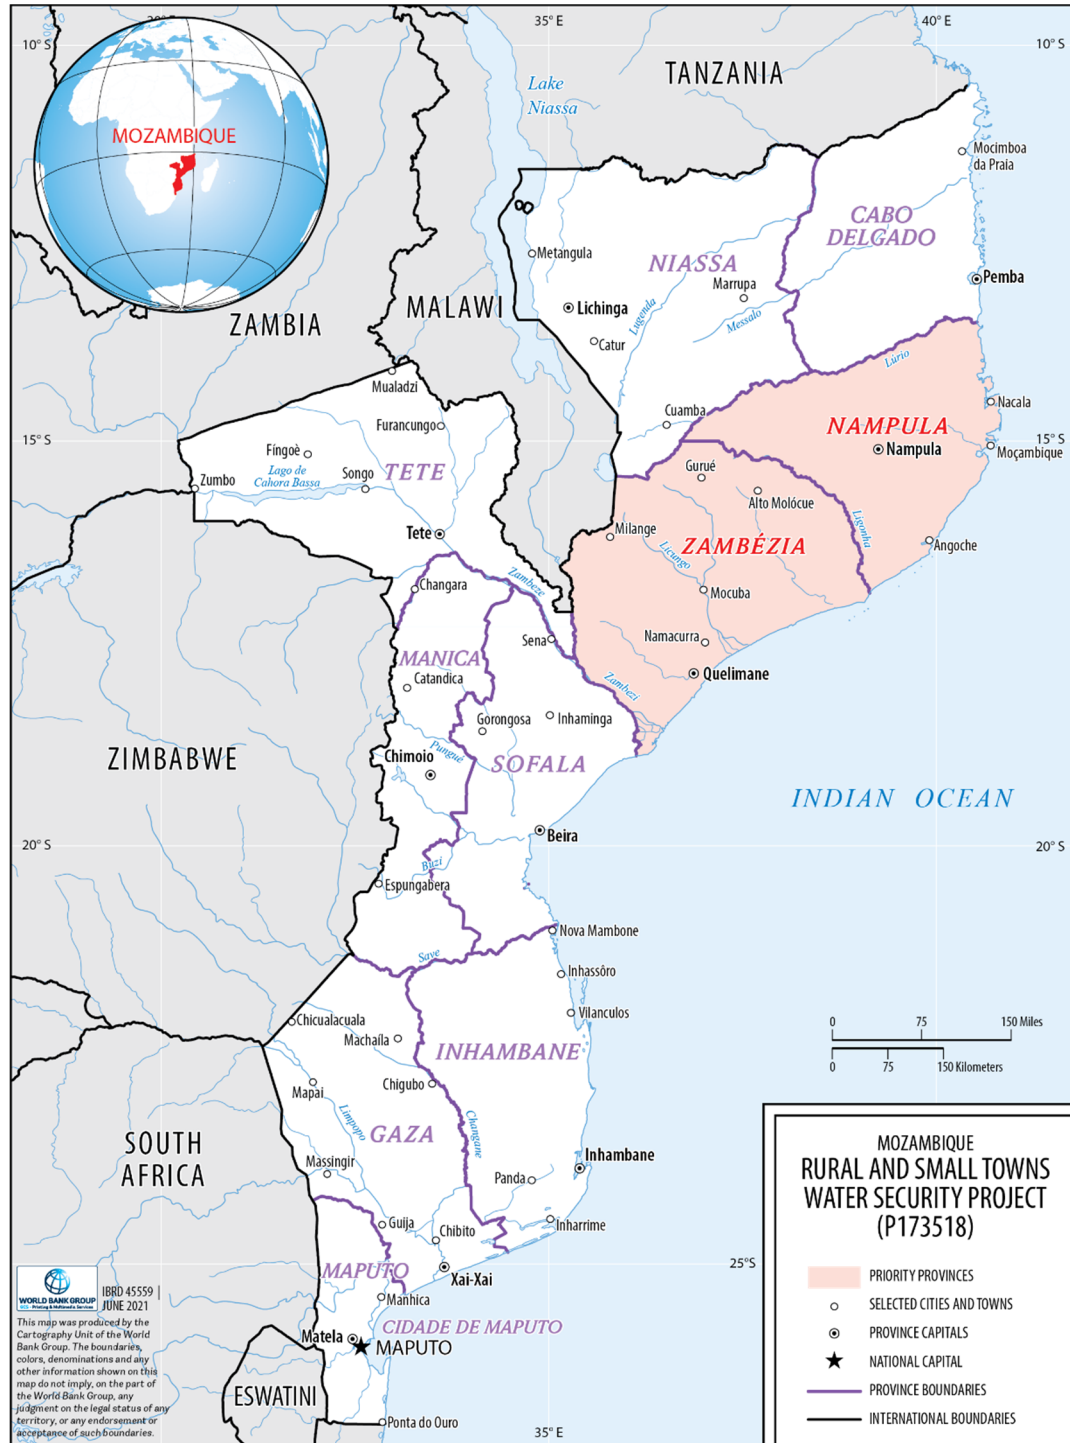 35° E
40° E
10° S
10° S
TANZANIA
Lake
Niassa
MOZAMBIQUE
Mocimboa
da Praia
CABO
DELGADO
Metangula
NIASSA
Pemba
Marrupa
MALAWI
Lichinga
ZAMBIA
Lugenda
Messalo
Catur
Lúrio
Mualadzi
Nacala
Cuamba
Furancungo
NAMPULA
15° S
Nampula
15° S
Moçambique
Fíngoè
Lago de
Cahora Bassa
Songo
TETE
Zumbo
Gurué
Alto Molócue
Ligonha
Tete
Milange
ZAMBÉZIA
Licungo
Angoche
Zambeze
Changara
Mocuba
Sena
Namacurra
MANICA
Catandica
Quelimane
Zambezi
Gorongosa
Inhaminga
Pungué
Chimoio
ZIMBABWE
SOFALA
INDIAN OCEAN
Beira
20° S
20° S
Buzi
Espungabera
Nova Mambone
Save
Inhassôro
Chicualacuala
Vilanculos
Machaíla
INHAMBANE
0 75 150 Miles
0 75 150 Kilometers
Mapai
Chigubo
Limpopo
Changane
GAZA
SOUTH
AFRICA
Inhambane
Massingir
Panda
Guija
Chibito
Inharrime
MAPUTO
Xai-Xai
25° S
Manhica
CIDADE DE MAPUTO
Matela
MAPUTO
ESWATINI
Ponta do Ouro
35° E
MOZAMBIQUE
RURAL AND SMALL TOWNS
WATER SECURITY PROJECT
(P173518)
PRIORITY PROVINCES
SELECTED CITIES AND TOWNS
PROVINCE CAPITALS
NATIONAL CAPITAL
PROVINCE BOUNDARIES
INTERNATIONAL BOUNDARIES
WORLD BANK GROUP
Printing & Multimedia Services
IBRD 45559 |
JUNE 2021
This map was produced by the
Cartography Unit of the World
Bank Group. The boundaries,
colors, denominations and any
other information shown on this
map do not imply, on the part of
the World Bank Group, any
judgment on the legal status of any
territory, or any endorsement or
acceptance of such boundaries.